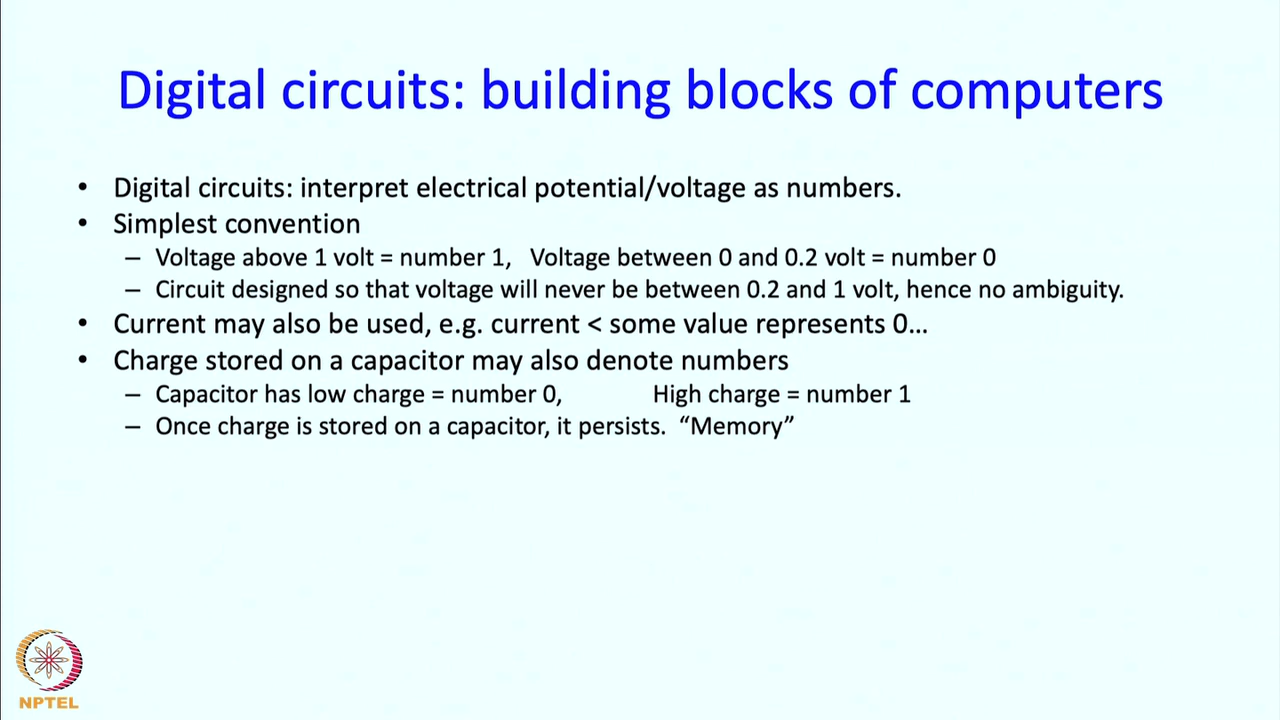 Digital circuits: building blocks of computers
• Digital circuits: interpret electrical potential/voltage as numbers.
• Simplest convention
– Voltage above 1 volt = number 1, Voltage between 0 and 0.2 volt = number 0
– Circuit designed so that voltage will never be between 0.2 and 1 volt, hence no ambiguity.
• Current may also be used, e.g. current < some value represents 0…
• Charge stored on a capacitor may also denote numbers
– Capacitor has low charge = number 0, High charge = number 1
– Once charge is stored on a capacitor, it persists. “Memory”
NPTEL